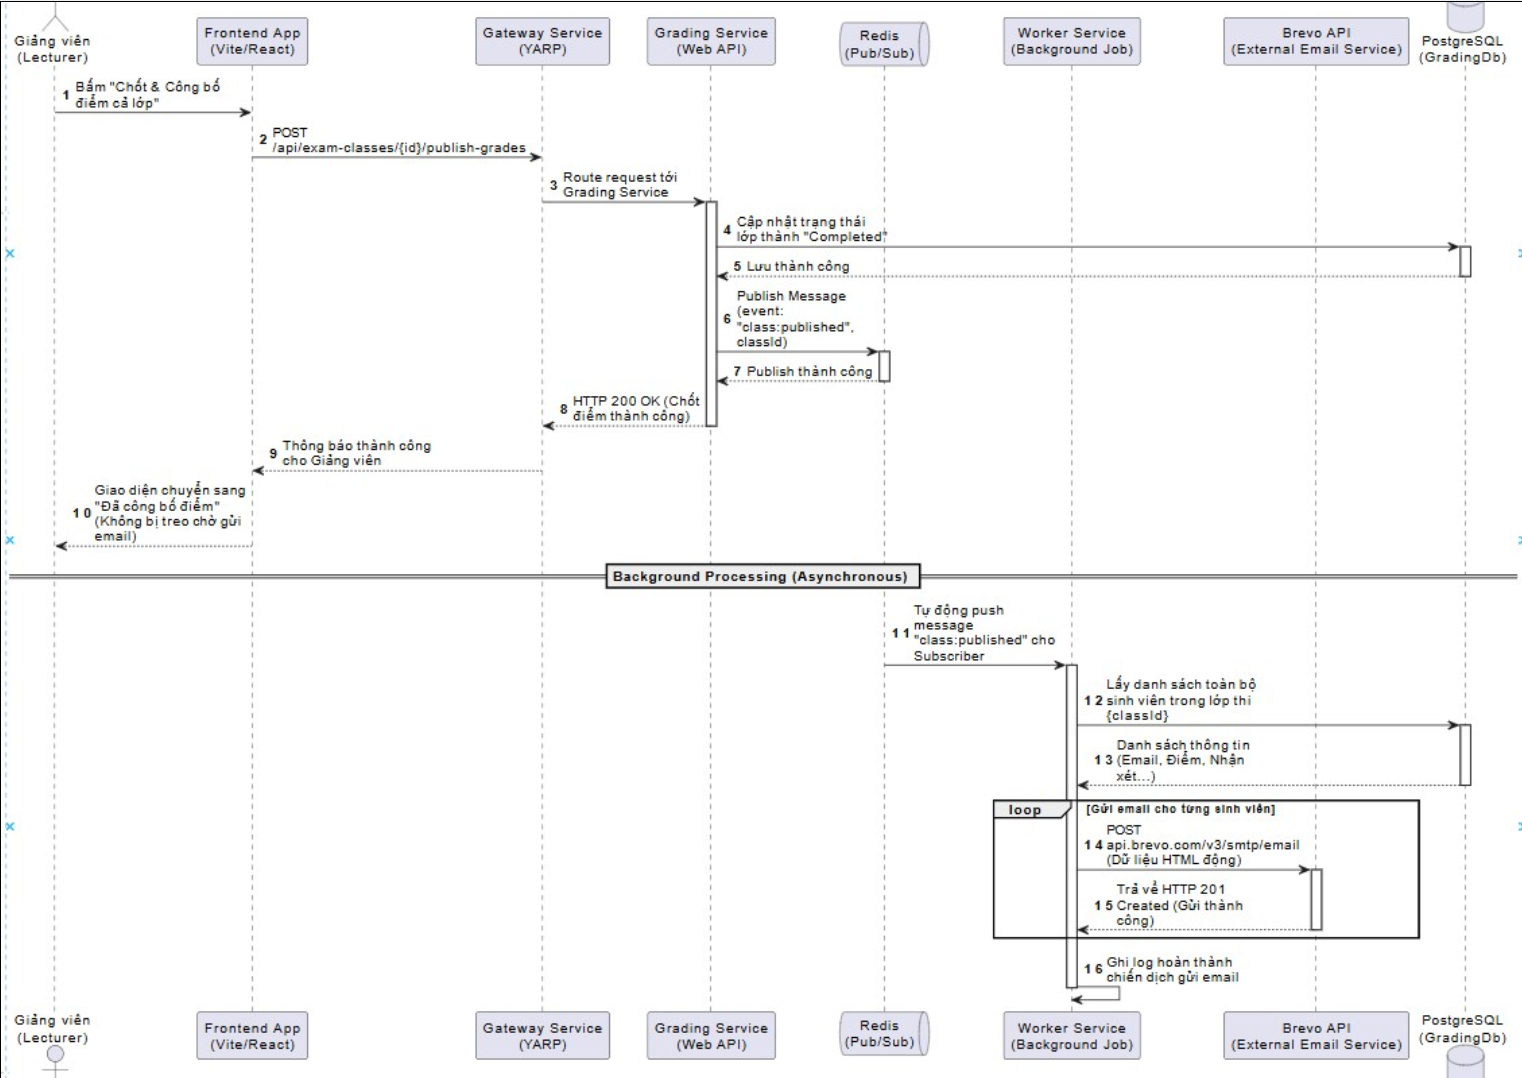 Giảng viên
(Lecturer)
Frontend App
(Vite/React)
Gateway Service
(YARP)
Grading Service
(Web API)
Redis
(Pub/Sub)
Worker Service
(Background Job)
Brevo API
(External Email Service)
PostgreSQL
(GradingDb)
1 Bấm "Chốt & Công bố
điểm cả lớp"
2 POST
/api/exam-classes/{id}/publish-grades
3 Route request tới
Grading Service
4 Cập nhật trạng thái
lớp thành "Completed"
5 Lưu thành công
Publish Message
6 (event:
"class:published",
classId)
7 Publish thành công
8 HTTP 200 OK (Chốt
điểm thành công)
9 Thông báo thành công
cho Giảng viên
Giao diện chuyển sang
10 "Đã công bố điểm"
(Không bị treo chờ gửi
email)
Background Processing (Asynchronous)
Tự động push
11 message
"class:published" cho
Subscriber
Lấy danh sách toàn bộ
12 sinh viên trong lớp thi
{classId}
Danh sách thông tin
13 (Email, Điểm, Nhận
xét...)
loop [Gửi email cho từng sinh viên]
POST
14 api.brevo.com/v3/smtp/email
(Dữ liệu HTML động)
Trả về HTTP 201
15 Created (Gửi thành
công)
16 Ghi log hoàn thành
chiến dịch gửi email
Giảng viên
(Lecturer)
Frontend App
(Vite/React)
Gateway Service
(YARP)
Grading Service
(Web API)
Redis
(Pub/Sub)
Worker Service
(Background Job)
Brevo API
(External Email Service)
PostgreSQL
(GradingDb)